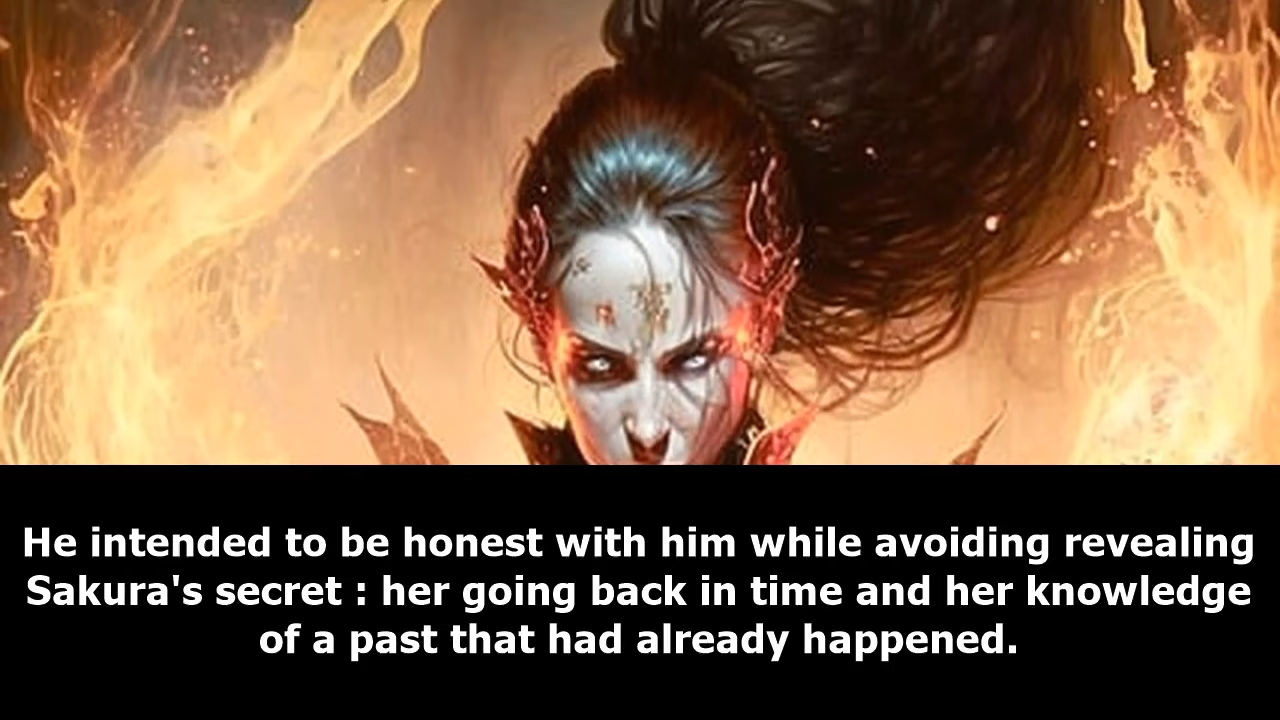 He intended to be honest with him while avoiding revealing
Sakura's secret : her going back in time and her knowledge
of a past that had already happened.